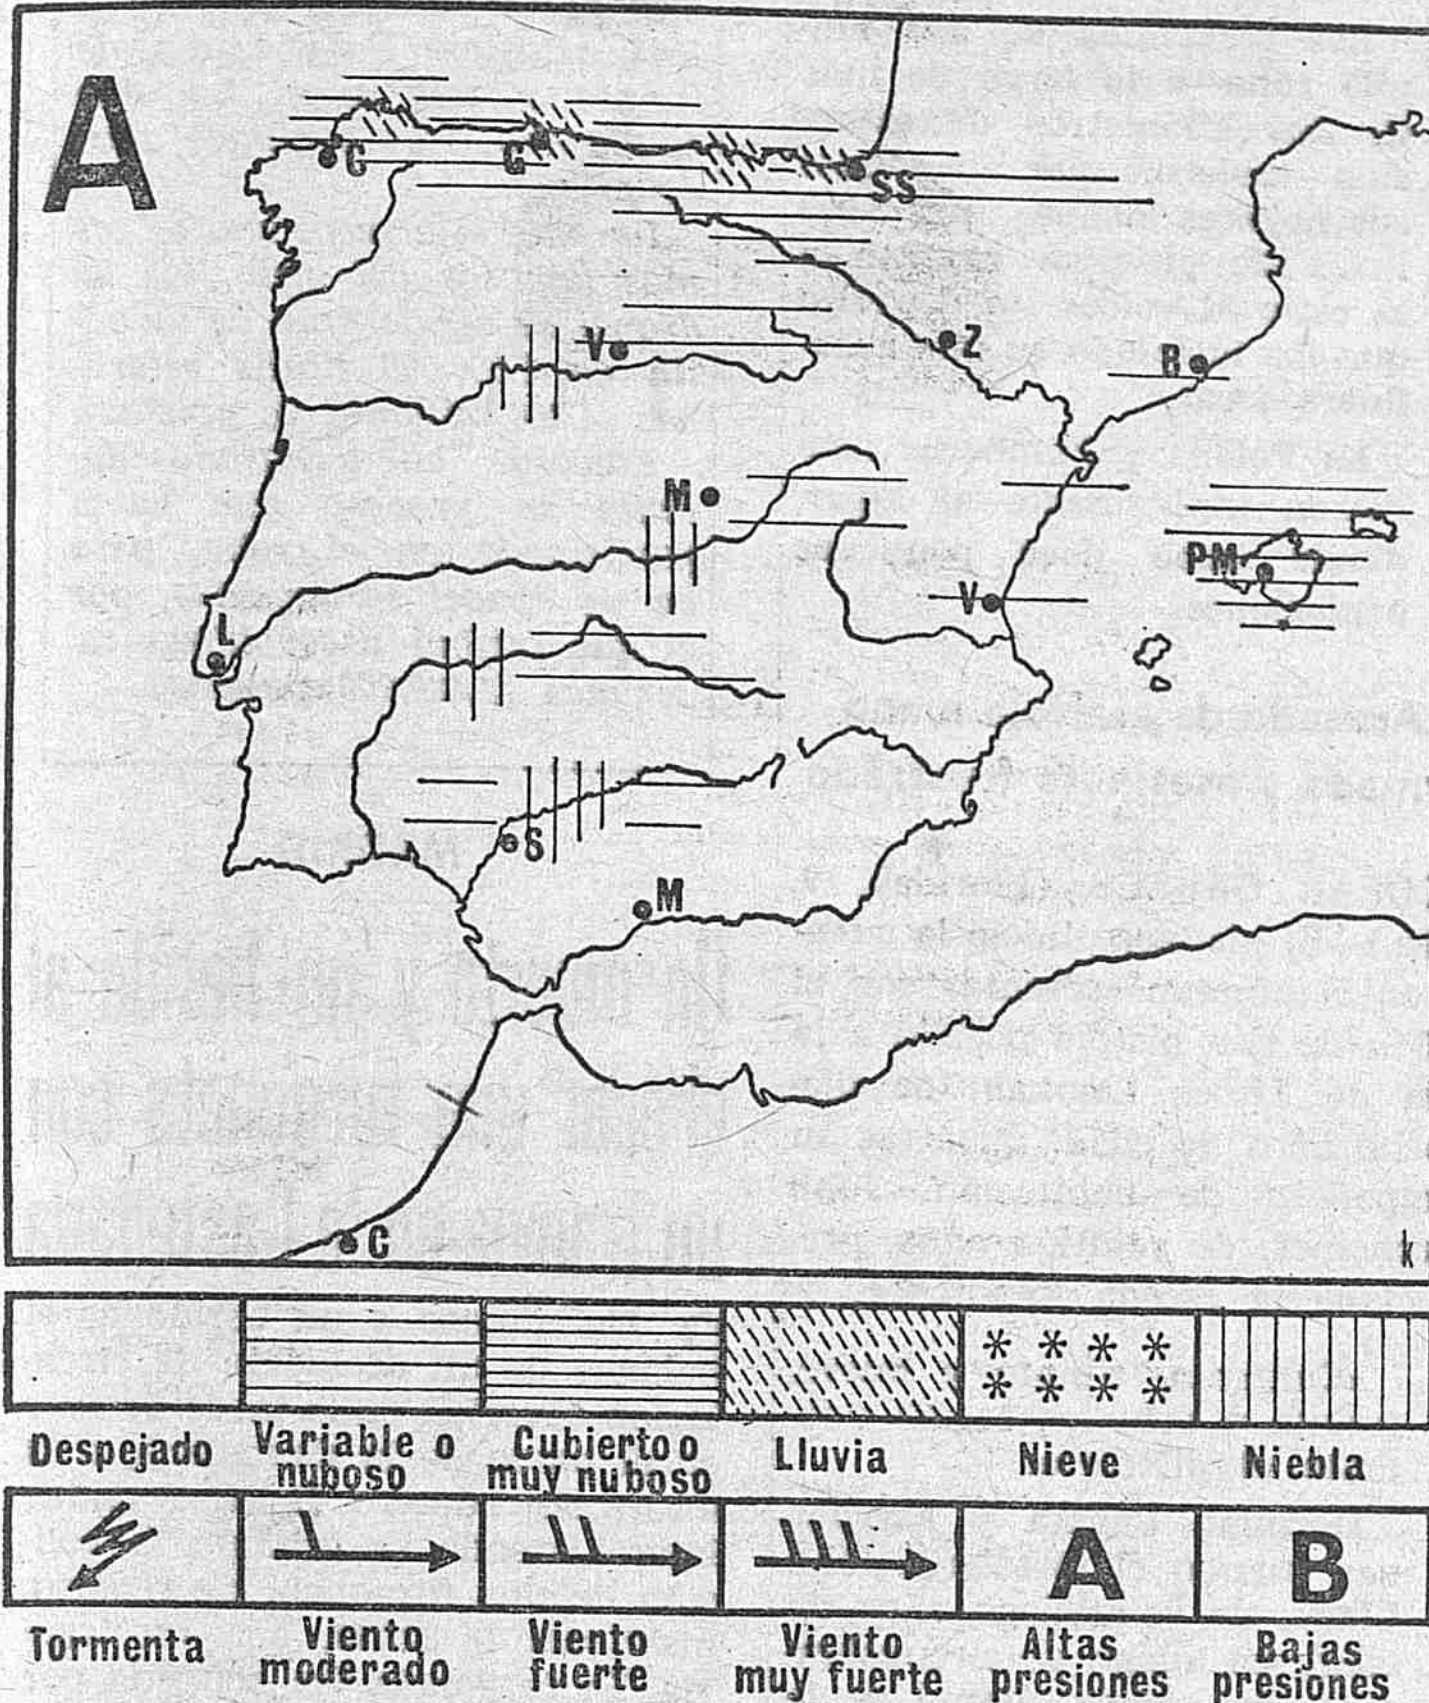 A
C
G
SS
V
Z
B
M
PM
V
L
S
M
C
Despejado
Variable o
nuboso
Cubierto o
muy nuboso
Lluvia
Nieve
Niebla
A
B
Tormenta
Viento
moderado
Viento
fuerte
Viento
muy fuerte
Altas
presiones
Bajas
presiones